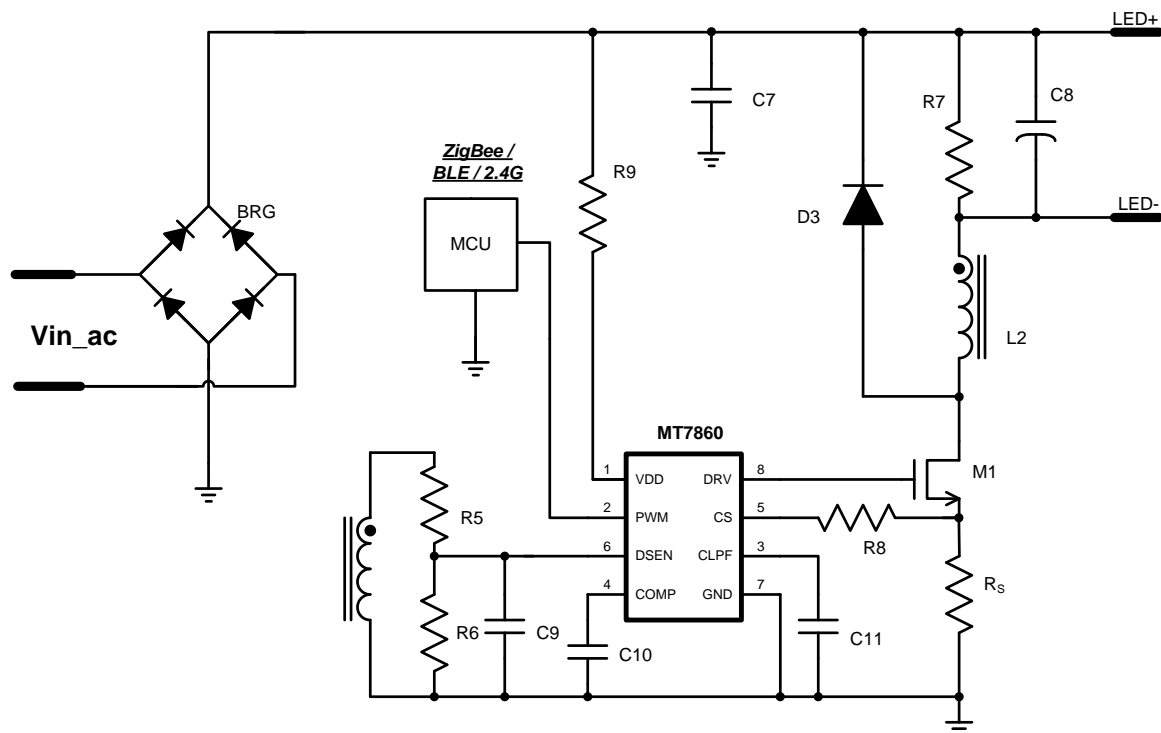 LED+
C7
R7
C8
ZigBee /
BLE / 2.4G
R9
BRG
LED-
D3
MCU
Vin_ac
L2
MT7860
1 VDD DRV 8
M1
2 PWM CS 5
R5
R8
6 DSEN CLPF 3
4 COMP GND 7
RS
R6
C9
C10
C11